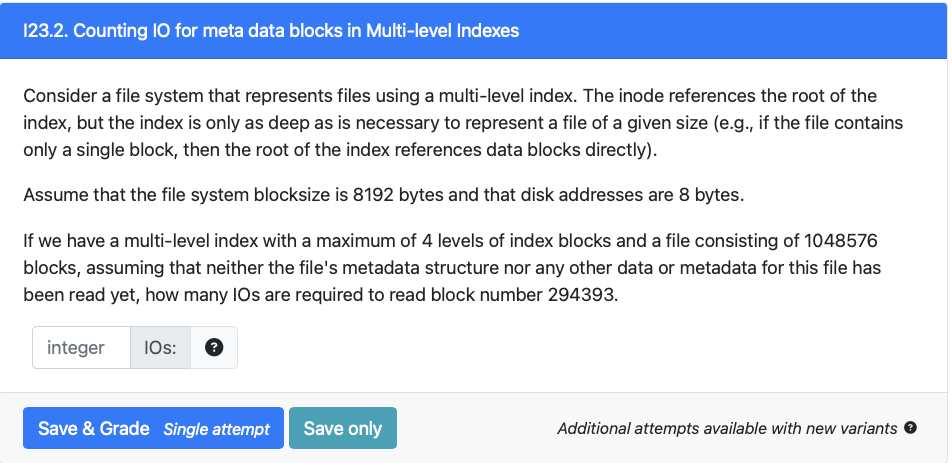 I23.2. Counting IO for meta data blocks in Multi-level Indexes
Consider a file system that represents files using a multi-level index. The inode references the root of the
index, but the index is only as deep as is necessary to represent a file of a given size (e.g., if the file contains
only a single block, then the root of the index references data blocks directly).
Assume that the file system blocksize is 8192 bytes and that disk addresses are 8 bytes.
If we have a multi-level index with a maximum of 4 levels of index blocks and a file consisting of 1048576
blocks, assuming that neither the file's metadata structure nor any other data or metadata for this file has
been read yet, how many IOs are required to read block number 294393.
integer IOs: ?
Save & Grade Single attempt Save only Additional attempts available with new variants ?